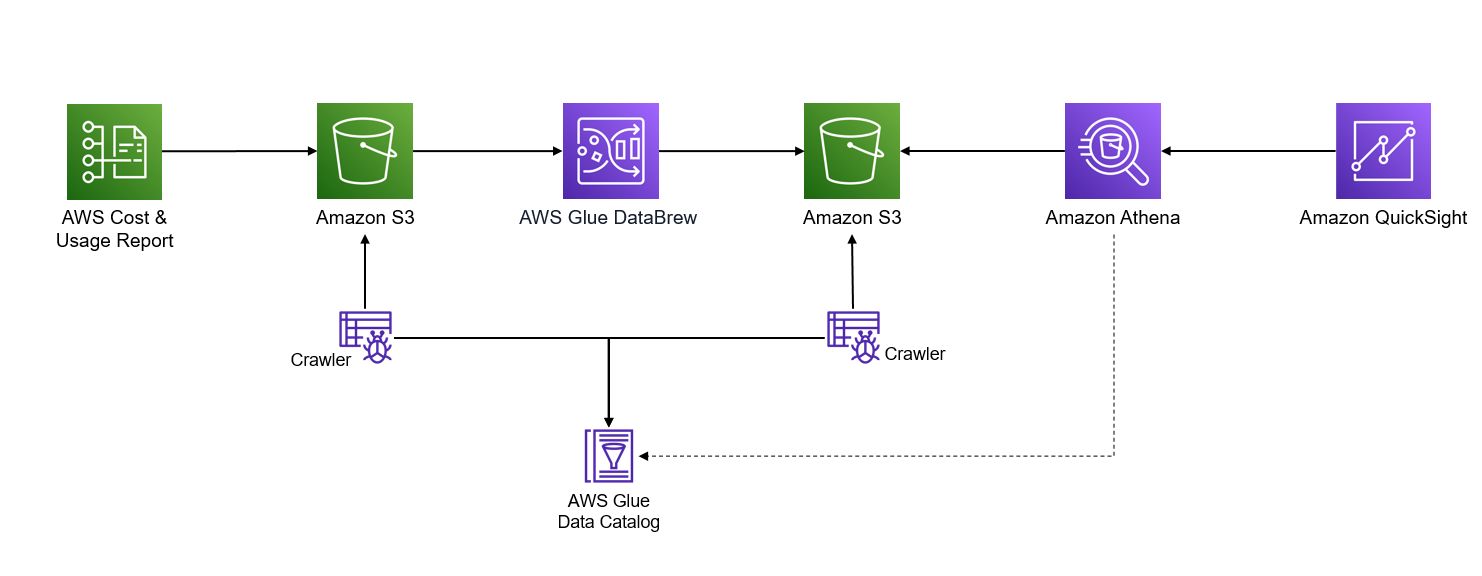 AWS Cost &
Usage Report
Amazon S3
AWS Glue DataBrew
Amazon S3
Amazon Athena
Amazon QuickSight
Crawler
Crawler
AWS Glue
Data Catalog